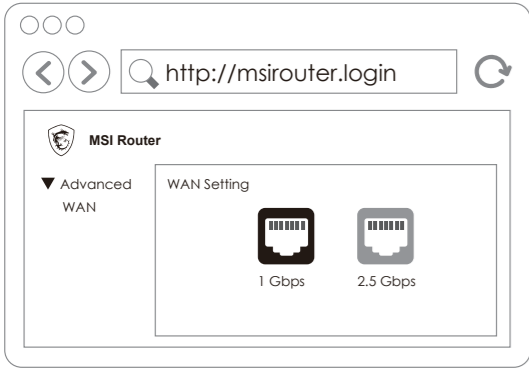 http://msirouter.login
MSI Router
Advanced
WAN
WAN Setting
1 Gbps
2.5 Gbps